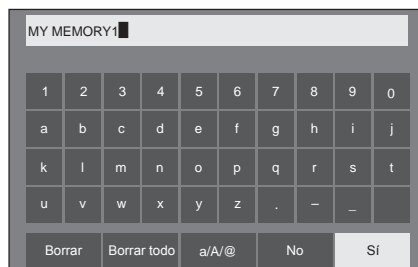 MY MEMORY1
1 2 3 4 5 6 7 8 9 0
a b c d e f g h i j
k l m n o p q r s t
u v w x y z . – _
Borrar Borrar todo a/A/@ No Sí